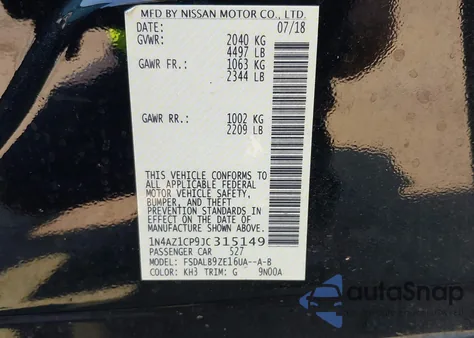 MFD BY NISSAN MOTOR CO., LTD.
DATE: 07/18
GVWR: 2040 KG
4497 LB
GAWR FR.: 1063 KG
2344 LB
GAWR RR.: 1002 KG
2209 LB
THIS VEHICLE CONFORMS TO
ALL APPLICABLE FEDERAL
MOTOR VEHICLE SAFETY,
BUMPER, AND THEFT
PREVENTION STANDARDS IN
EFFECT ON THE DATE OF
MANUFACTURE SHOWN ABOVE.
1N4AZ1CP9JC315149
PASSENGER CAR 527
MODEL: FSDALB9ZE16UA--A-B
COLOR: KH3 TRIM: G 9N00A
autoSnap